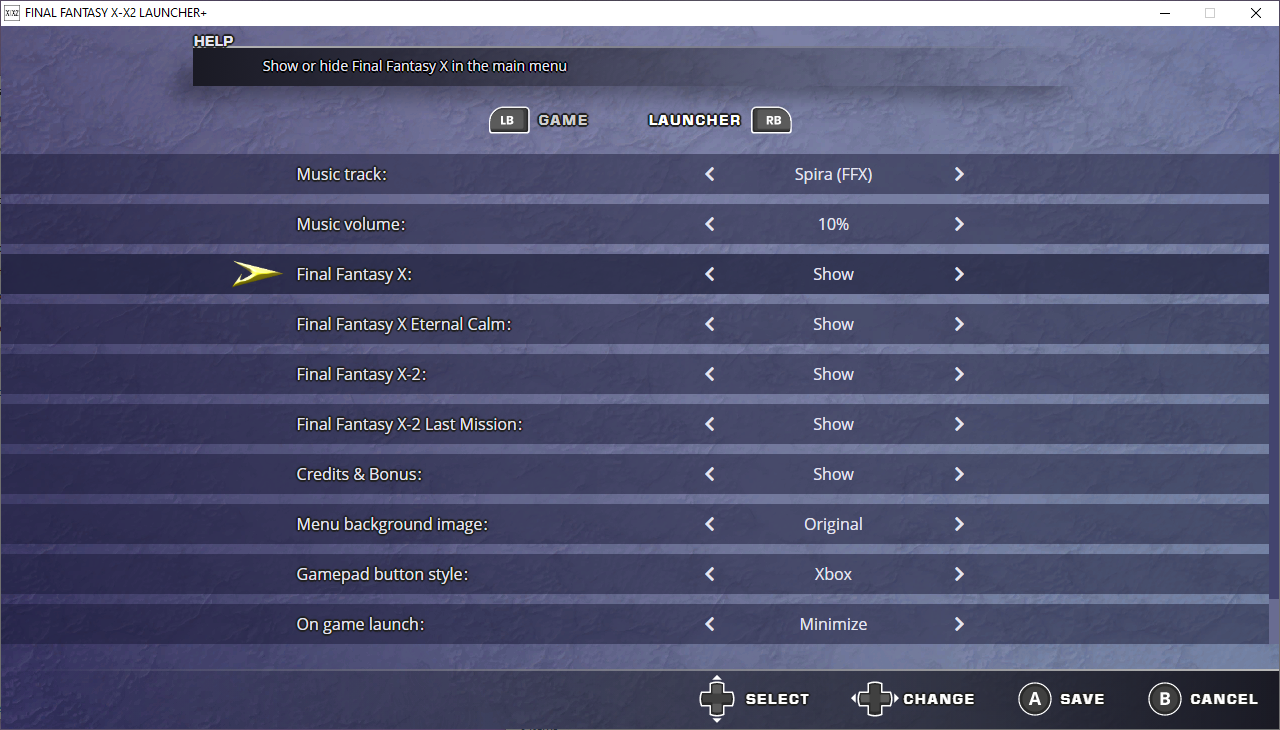 FINAL FANTASY X-X2 LAUNCHER+
HELP
Show or hide Final Fantasy X in the main menu
LB GAME LAUNCHER RB
Music track: Spira (FFX)
Music volume: 10%
Final Fantasy X: Show
Final Fantasy X Eternal Calm: Show
Final Fantasy X-2: Show
Final Fantasy X-2 Last Mission: Show
Credits & Bonus: Show
Menu background image: Original
Gamepad button style: Xbox
On game launch: Minimize
SELECT CHANGE A SAVE B CANCEL